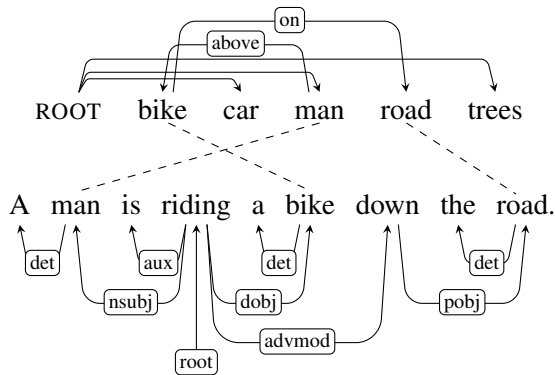 on
above
ROOT bike car man road trees
A man is riding a bike down the road.
det aux det det
nsubj dobj pobj
advmod
root